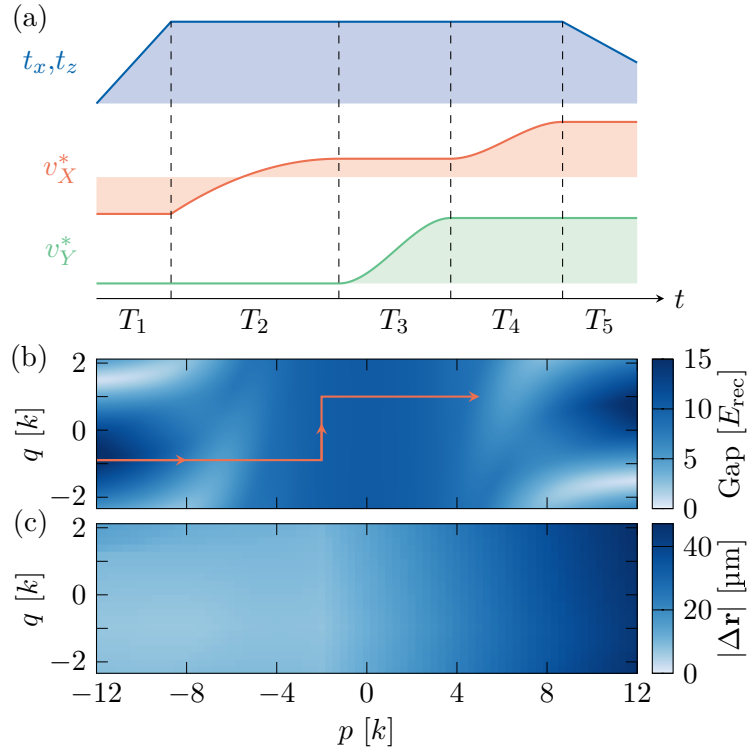 (a)
t_x,t_z
v*_X
v*_Y
t
T_1 T_2 T_3 T_4 T_5
(b)
2
0
−2
q [k]
15
10
5
0
Gap [E_rec]
(c)
2
0
−2
q [k]
40
20
0
|Δr| [µm]
−12 −8 −4 0 4 8 12
p [k]